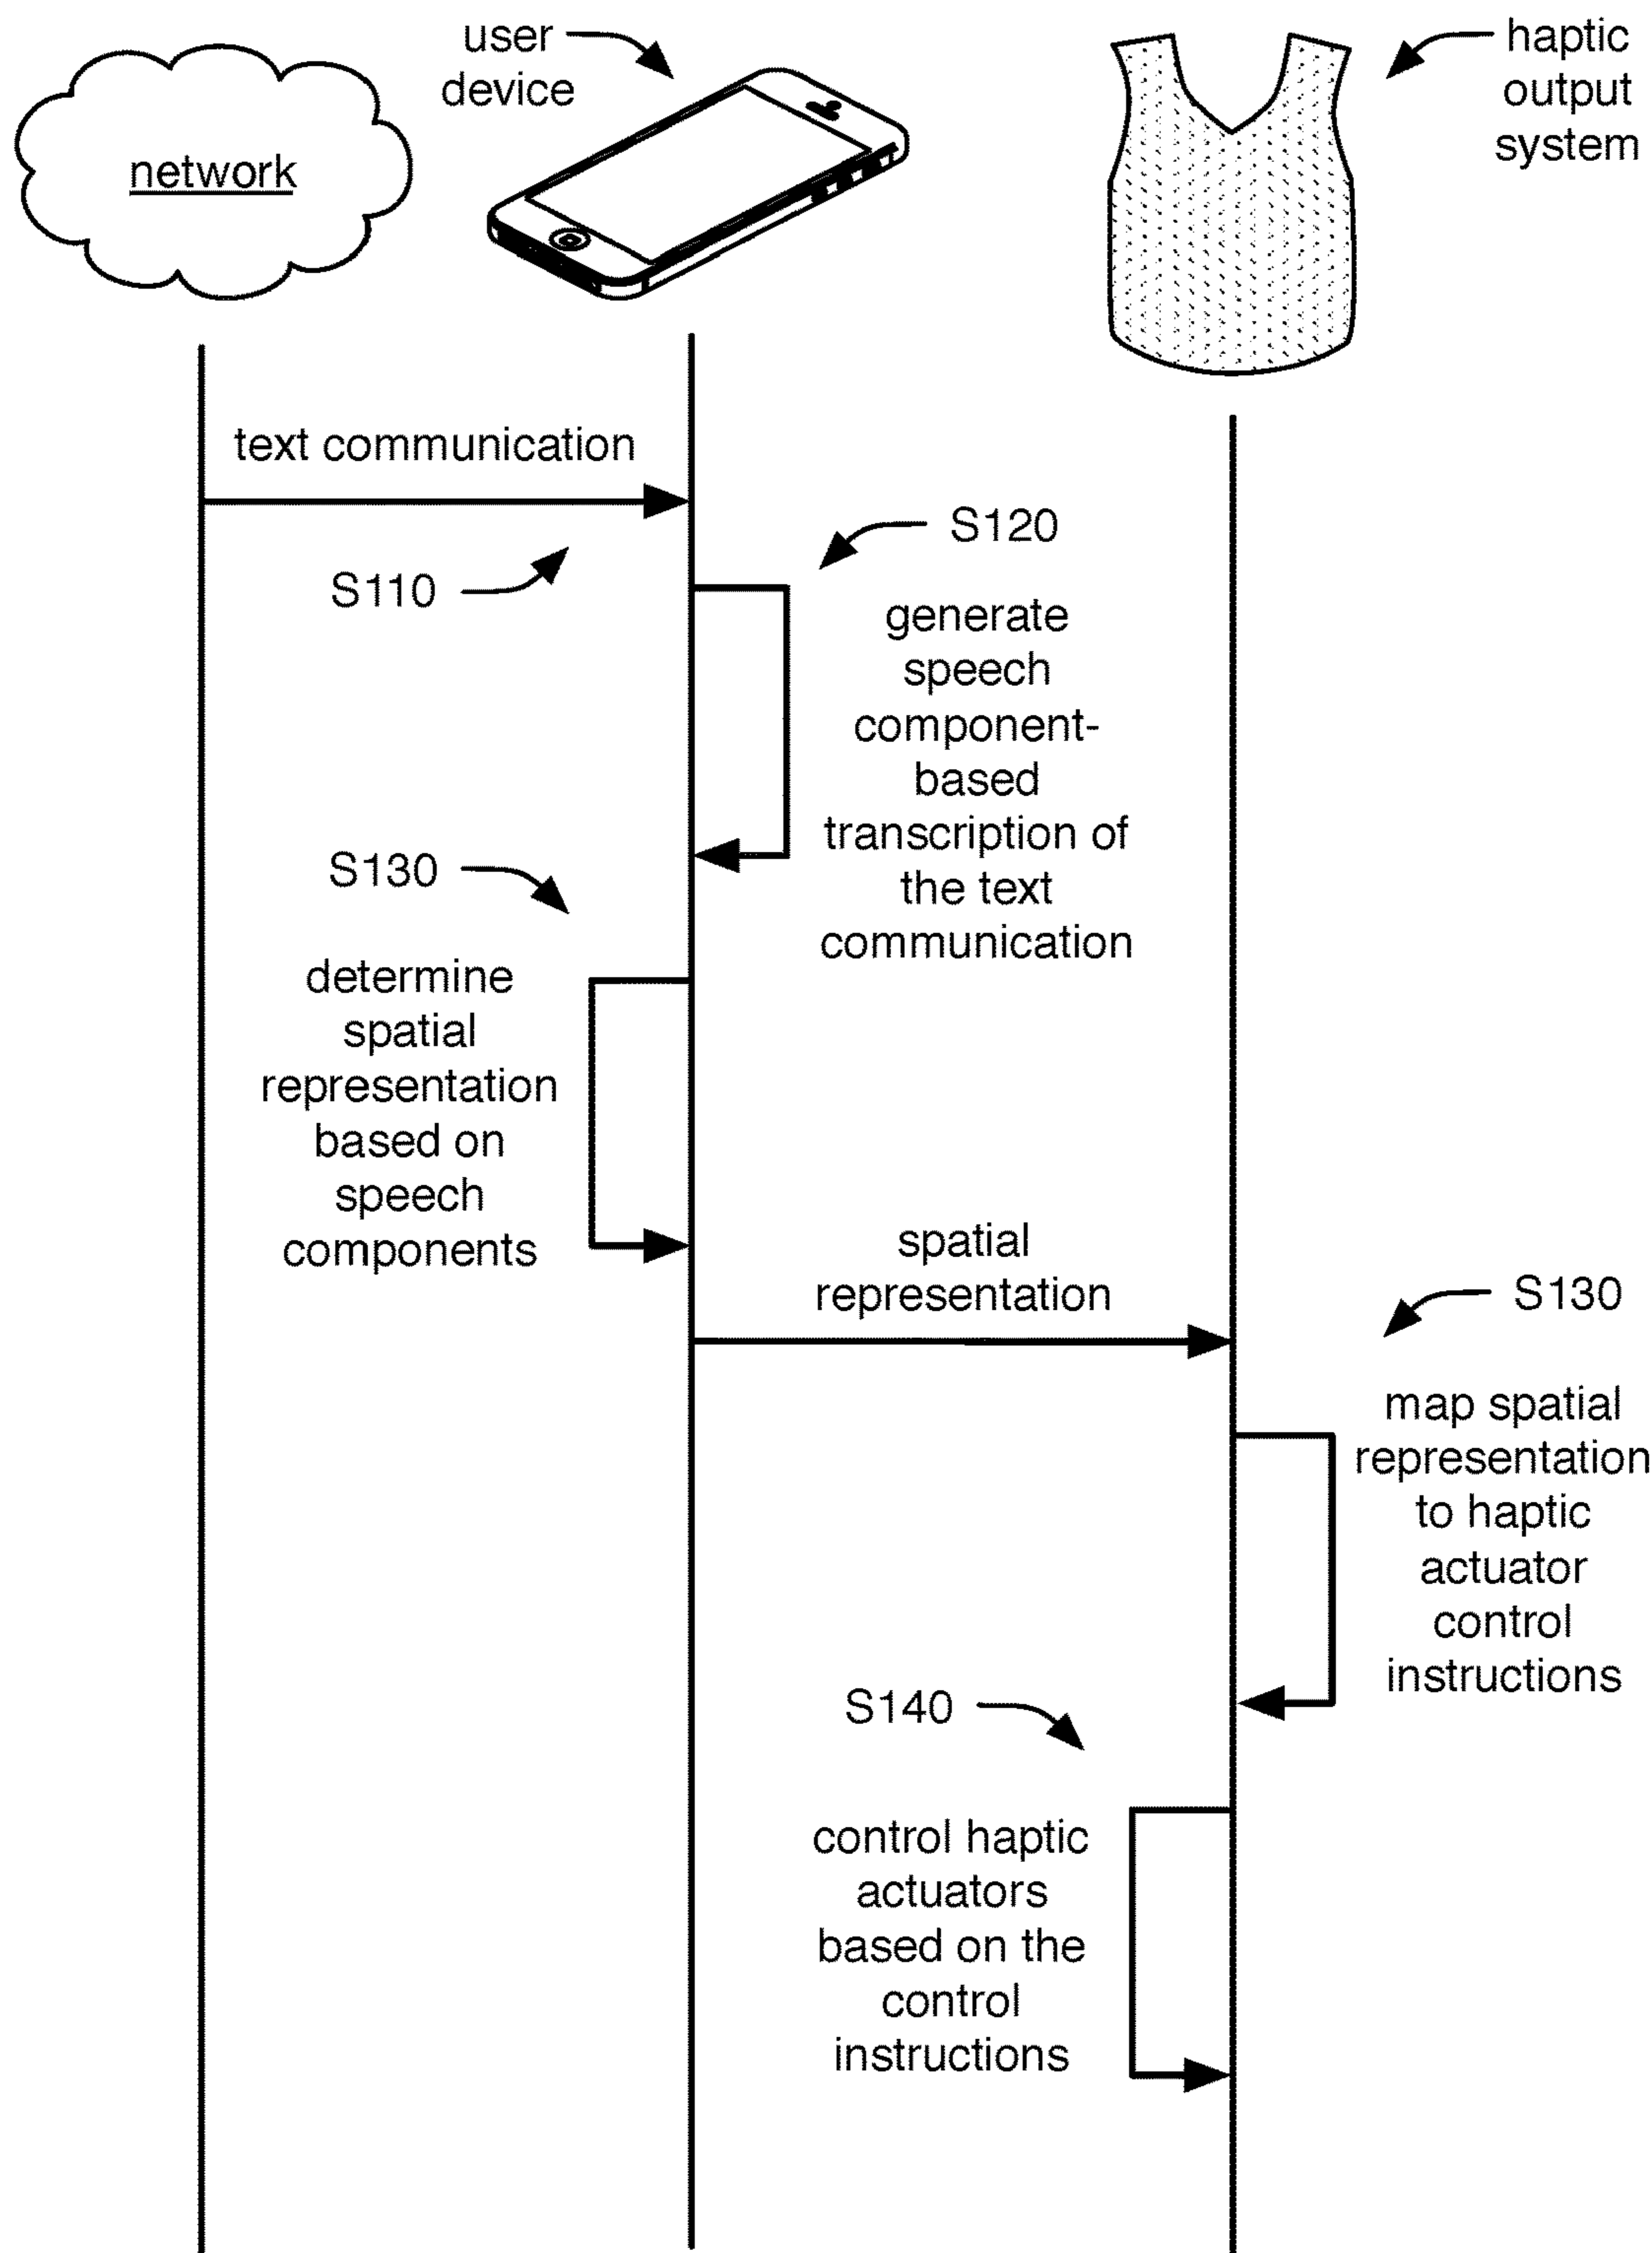 network
user
device
haptic
output
system
text communication
S110
S120
generate
speech
component-
based
transcription of
the text
communication
S130
determine
spatial
representation
based on
speech
components
spatial
representation
S130
map spatial
representation
to haptic
actuator
control
instructions
S140
control haptic
actuators
based on the
control
instructions